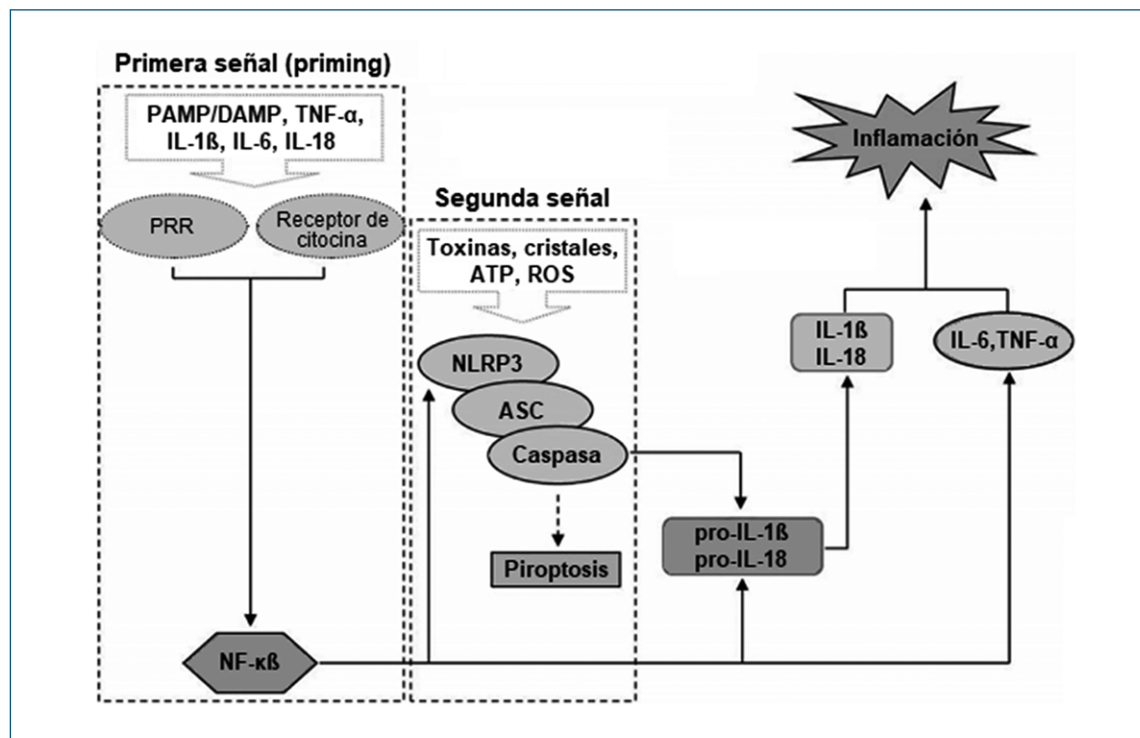 Primera señal (priming)
PAMP/DAMP, TNF-α,
IL-1ß, IL-6, IL-18
PRR
Receptor de
citocina
NF-κß
Segunda señal
Toxinas, cristales,
ATP, ROS
NLRP3
ASC
Caspasa
Piroptosis
pro-IL-1ß
pro-IL-18
IL-1ß
IL-18
IL-6,TNF-α
Inflamación